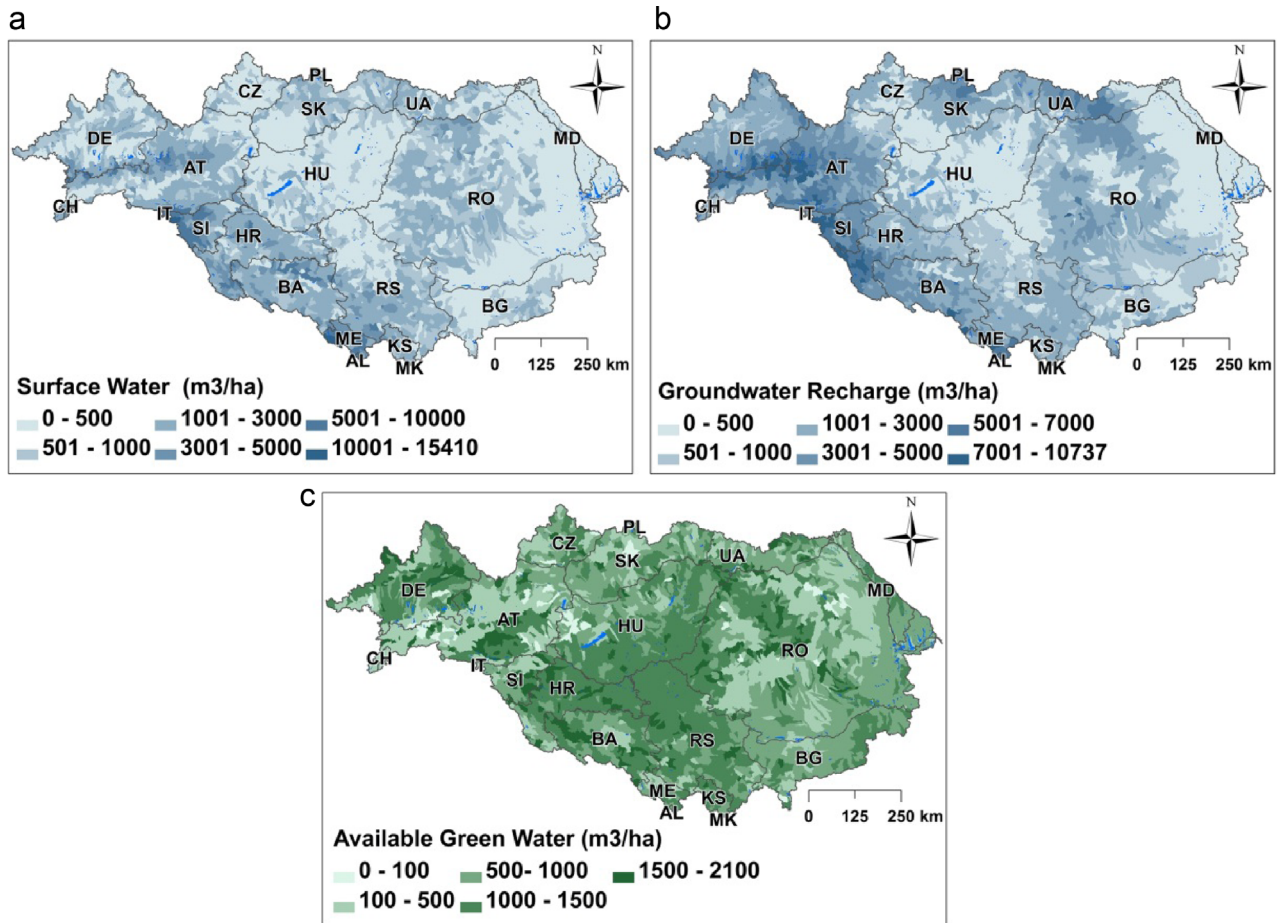 a
N
PL
CZ
SK
UA
DE
MD
AT
HU
RO
CH
IT
SI
HR
BA
RS
BG
ME
KS
AL
MK
0 125 250 km
Surface Water (m3/ha)
0 - 500 1001 - 3000 5001 - 10000
501 - 1000 3001 - 5000 10001 - 15410
b
N
PL
CZ
SK
UA
DE
MD
AT
HU
RO
CH
IT
SI
HR
BA
RS
BG
ME
KS
AL
MK
0 125 250 km
Groundwater Recharge (m3/ha)
0 - 500 1001 - 3000 5001 - 7000
501 - 1000 3001 - 5000 7001 - 10737
c
N
PL
CZ
SK
UA
DE
MD
AT
HU
RO
CH
IT
SI
HR
BA
RS
BG
ME
KS
AL
MK
0 125 250 km
Available Green Water (m3/ha)
0 - 100 500- 1000 1500 - 2100
100 - 500 1000 - 1500